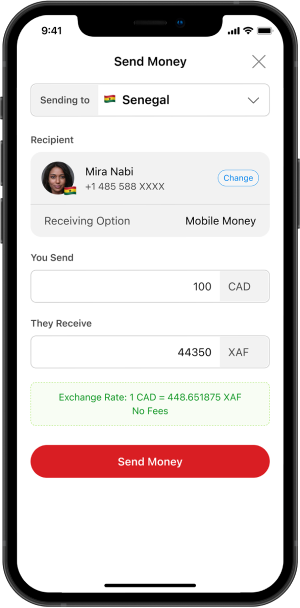 9:41
Send Money
Sending to Senegal
Recipient
Mira Nabi
+1 485 588 XXXX
Change
Receiving Option Mobile Money
You Send
100 CAD
They Receive
44350 XAF
Exchange Rate: 1 CAD = 448.651875 XAF
No Fees
Send Money